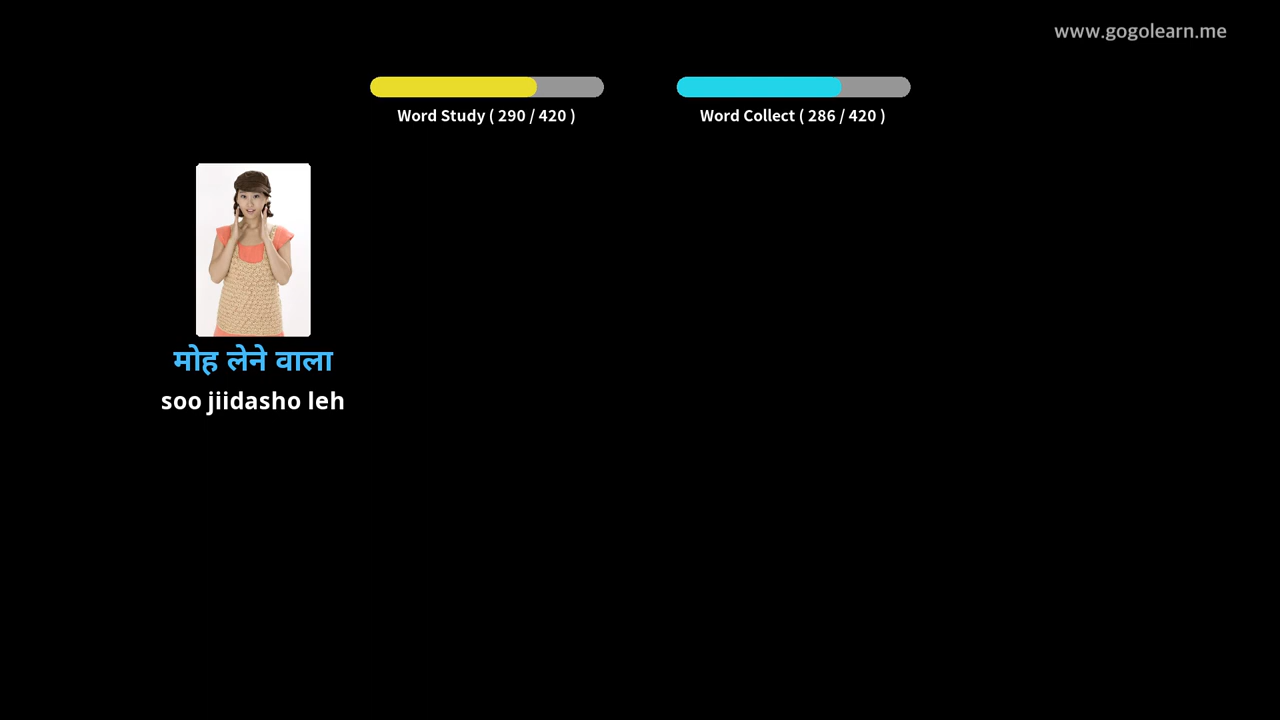 www.gogolearn.me
Word Study ( 290 / 420 )
Word Collect ( 286 / 420 )
मोह लेने वाला
soo jiidasho leh